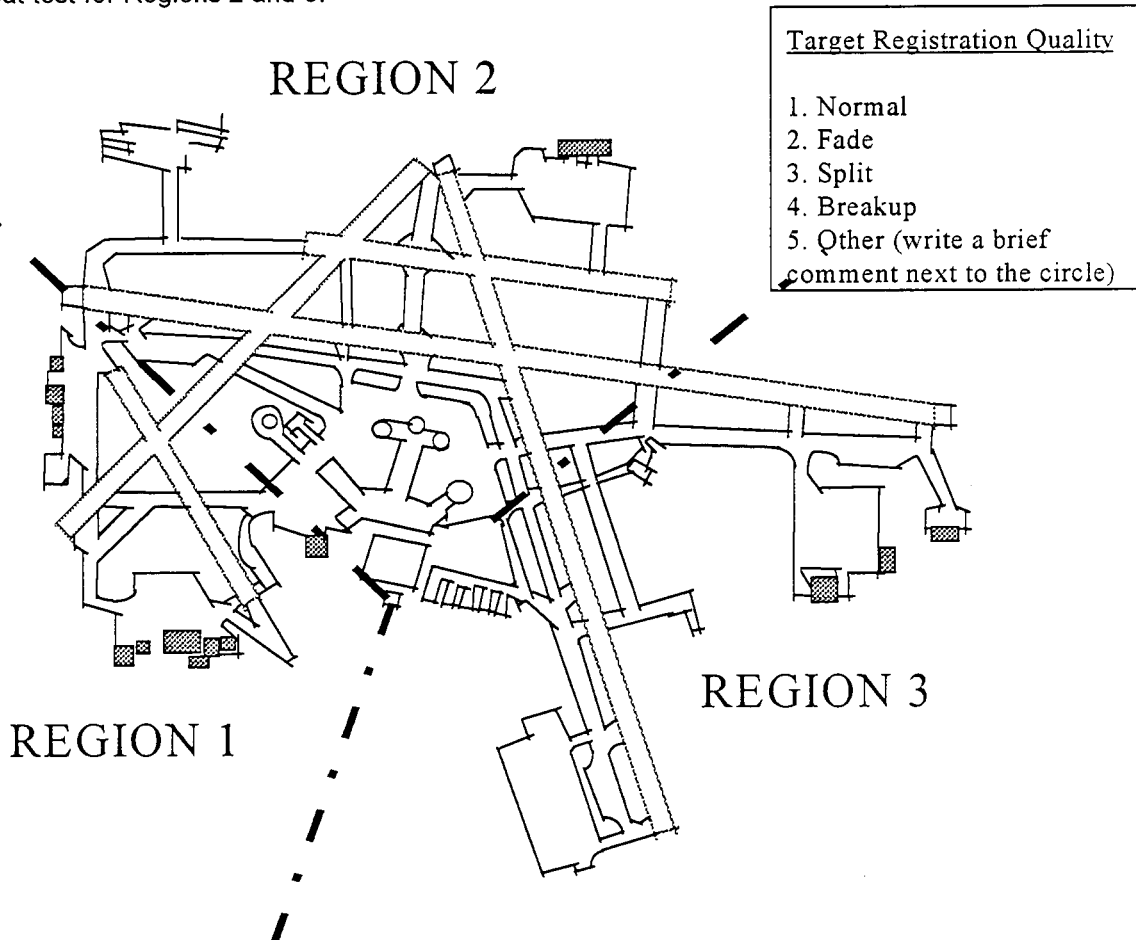 REGION 2
Target Registration Quality
1. Normal
2. Fade
3. Split
4. Breakup
5. Other (write a brief
comment next to the circle)
REGION 3
REGION 1